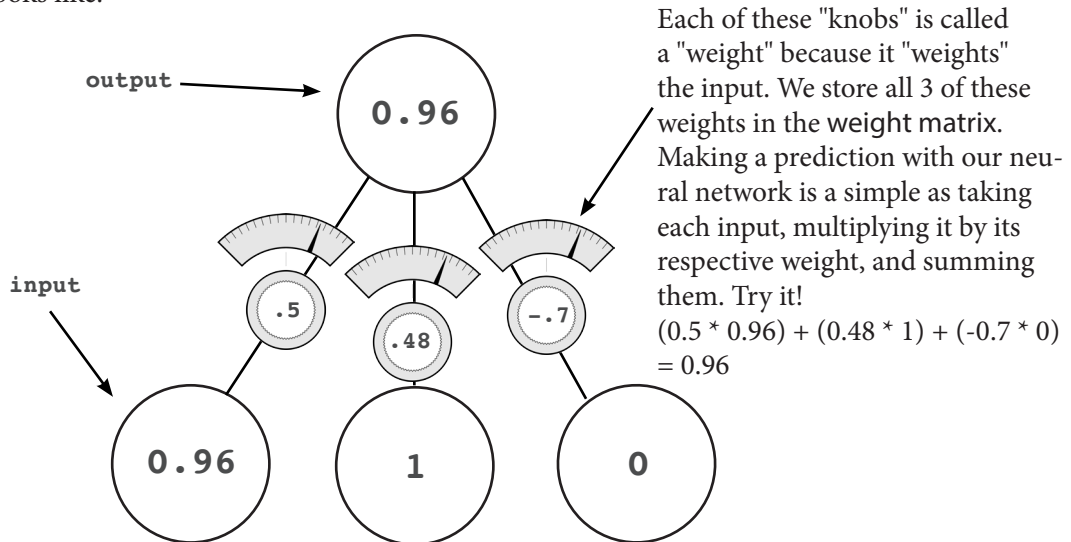 ooks like:
Each of these "knobs" is called
a "weight" because it "weights"
the input. We store all 3 of these
weights in the weight matrix.
Making a prediction with our neu-
ral network is a simple as taking
each input, multiplying it by its
respective weight, and summing
them. Try it!
(0.5 * 0.96) + (0.48 * 1) + (-0.7 * 0)
= 0.96
output
0.96
.5
.48
-.7
input
0.96
1
0